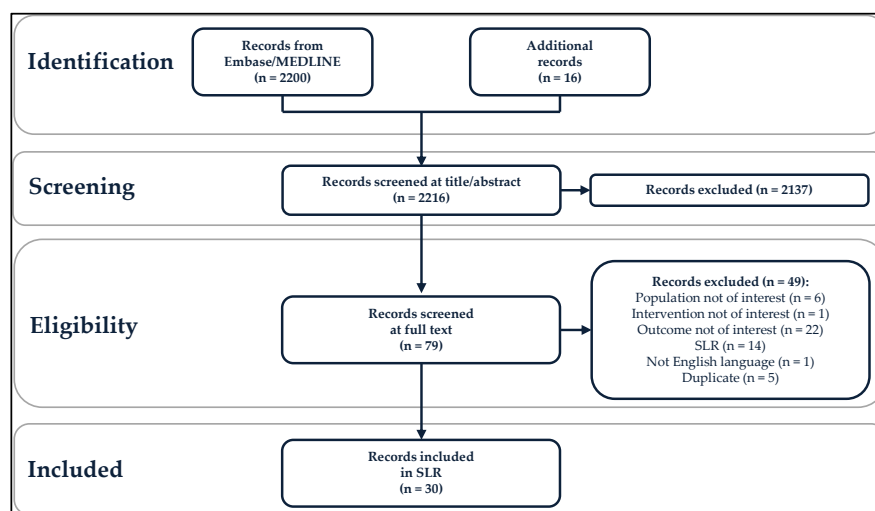 Identification
Records from
Embase/MEDLINE
(n = 2200)
Additional
records
(n = 16)
Screening
Records screened at title/abstract
(n = 2216)
Records excluded (n = 2137)
Eligibility
Records screened
at full text
(n = 79)
Records excluded (n = 49):
Population not of interest (n = 6)
Intervention not of interest (n = 1)
Outcome not of interest (n = 22)
SLR (n = 14)
Not English language (n = 1)
Duplicate (n = 5)
Included
Records included
in SLR
(n = 30)